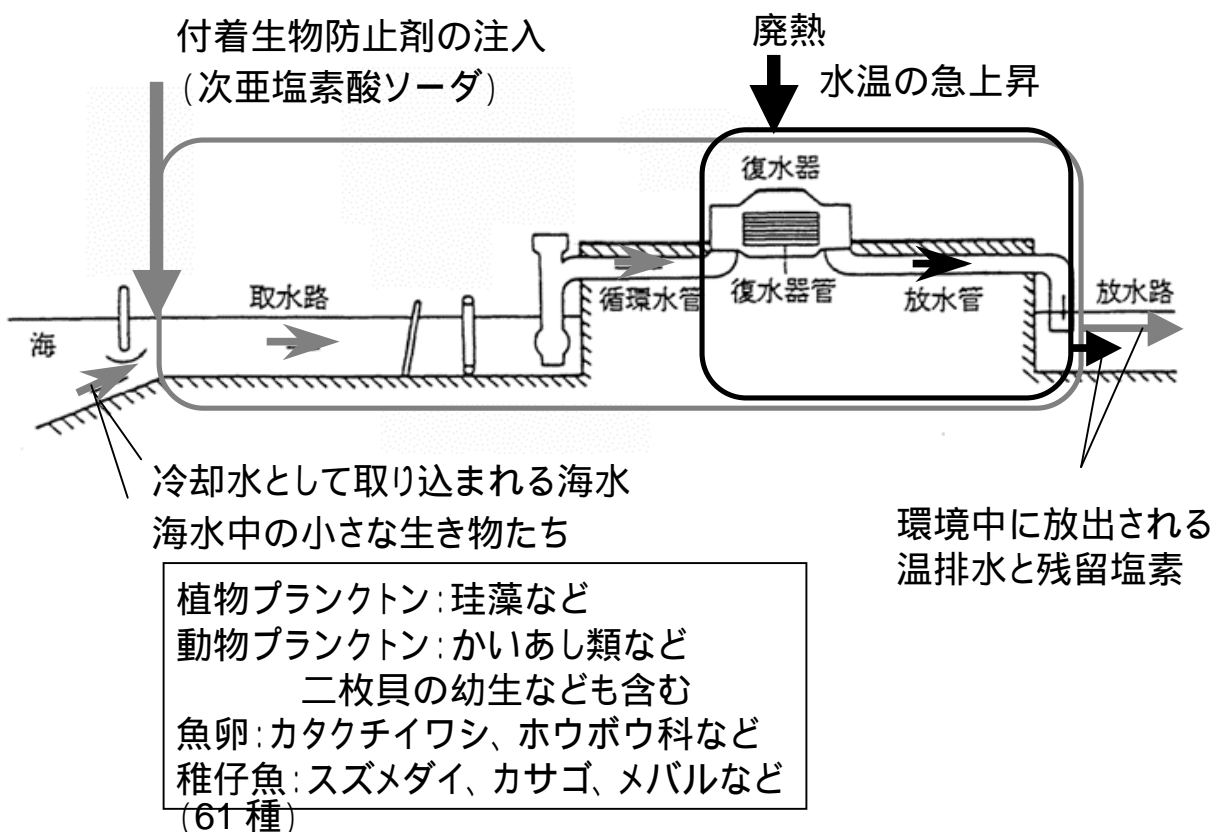 付着生物防止剤の注入
(次亜塩素酸ソーダ)
廃熱
水温の急上昇
復水器
取水路
循環水管
復水器管
放水管
放水路
海
冷却水として取り込まれる海水
海水中の小さな生き物たち
環境中に放出される
温排水と残留塩素
植物プランクトン:珪藻など
動物プランクトン:かいあし類など
二枚貝の幼生なども含む
魚卵:カタクチイワシ、ホウボウ科など
稚仔魚:スズメダイ、カサゴ、メバルなど
(61 種)